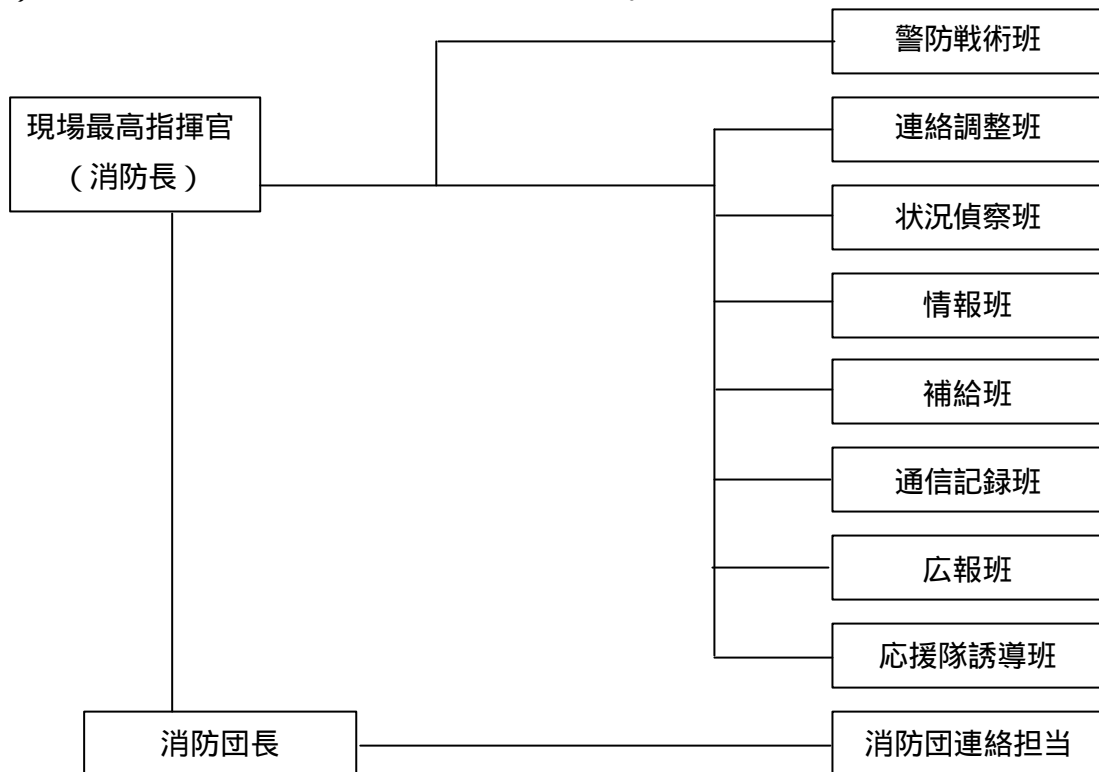 警防戦術班
現場最高指揮官
(消防長)
連絡調整班
状況偵察班
情報班
補給班
通信記録班
広報班
応援隊誘導班
消防団長
消防団連絡担当